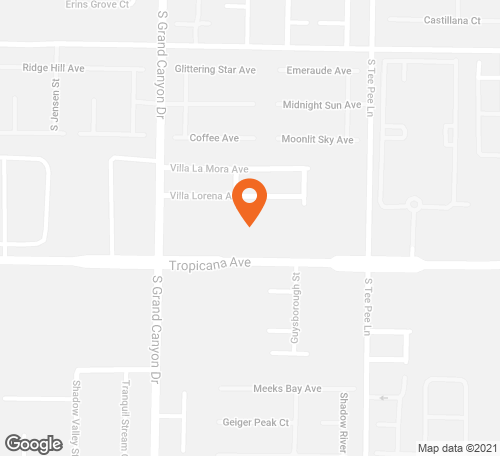 Erins Grove Ct
Castillana Ct
S Grand Canyon Dr
Ridge Hill Ave
Glittering Star Ave
Emeraude Ave
S Tee Pee Ln
S Jensen St
Midnight Sun Ave
Coffee Ave
Moonlit Sky Ave
Villa La Mora Ave
Villa Lorena
Tropicana Ave
S Grand Canyon Dr
Guysborough St
S Tee Pee Ln
Shadow Valley St
Tranquil Stream
Meeks Bay Ave
Shadow River
Geiger Peak Ct
Google
Map data ©2021